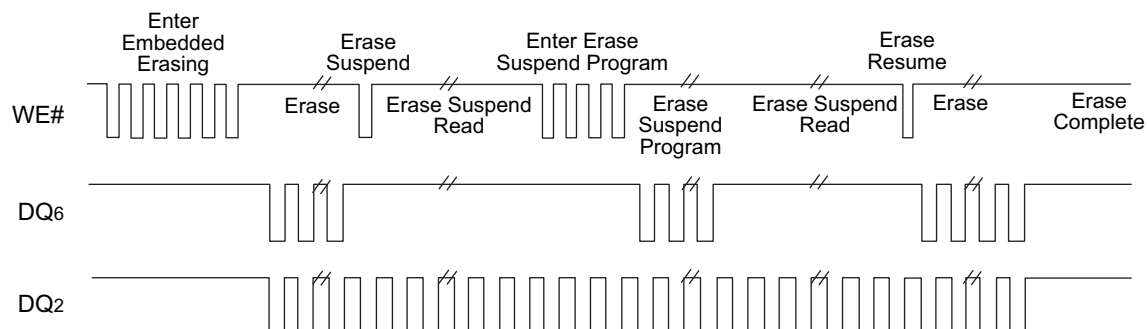 Enter
Embedded
Erasing
Erase
Suspend
Enter Erase
Suspend Program
Erase
Resume
WE#
Erase
Erase Suspend
Read
Erase
Suspend
Program
Erase Suspend
Read
Erase
Erase
Complete
DQ6
DQ2